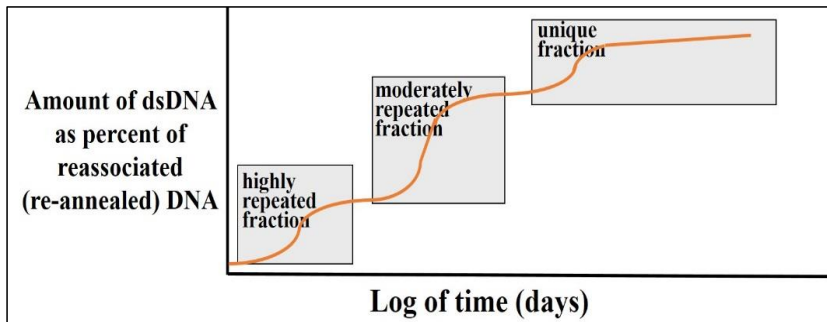 Amount of dsDNA
as percent of
reassociated
(re-annealed) DNA
highly
repeated
fraction
moderately
repeated
fraction
unique
fraction
Log of time (days)